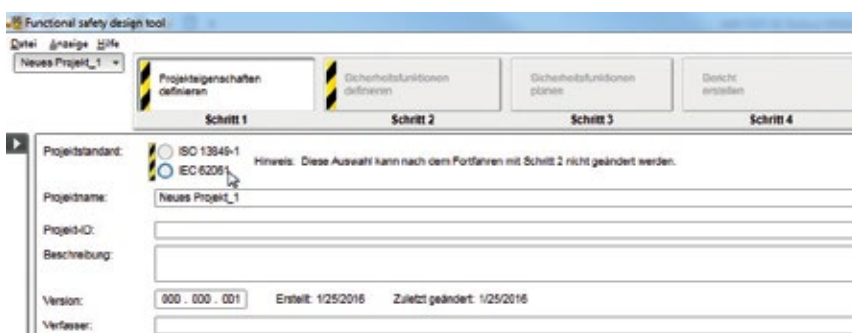 Functional safety design tool
Datei Anzeige Hilfe
Neues Projekt_1
Projekteigenschaften definieren
Sicherheitsfunktionen definieren
Sicherheitsfunktionen planen
Bericht erstellen
Schritt 1
Schritt 2
Schritt 3
Schritt 4
Projektstandard:
ISO 13849-1
IEC 62061
Hinweis: Diese Auswahl kann nach dem Fortfahren mit Schritt 2 nicht geändert werden.
Projektname:
Neues Projekt_1
Projekt-ID:
Beschreibung:
Version:
000 . 000 . 001
Erstellt: 1/25/2016
Zuletzt geändert: 1/25/2016
Verfasser: